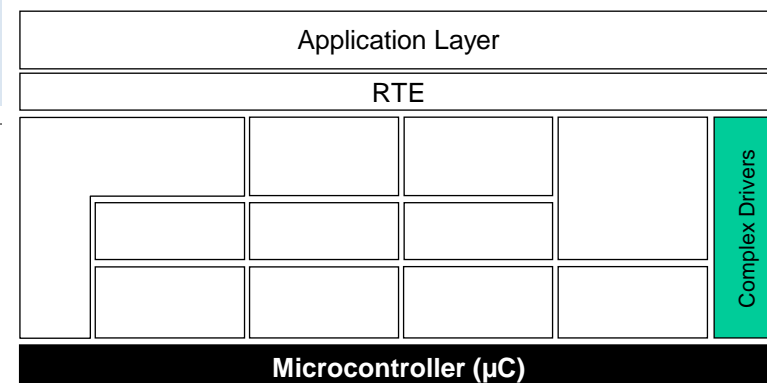 Application Layer
RTE
Complex Drivers
Microcontroller (µC)